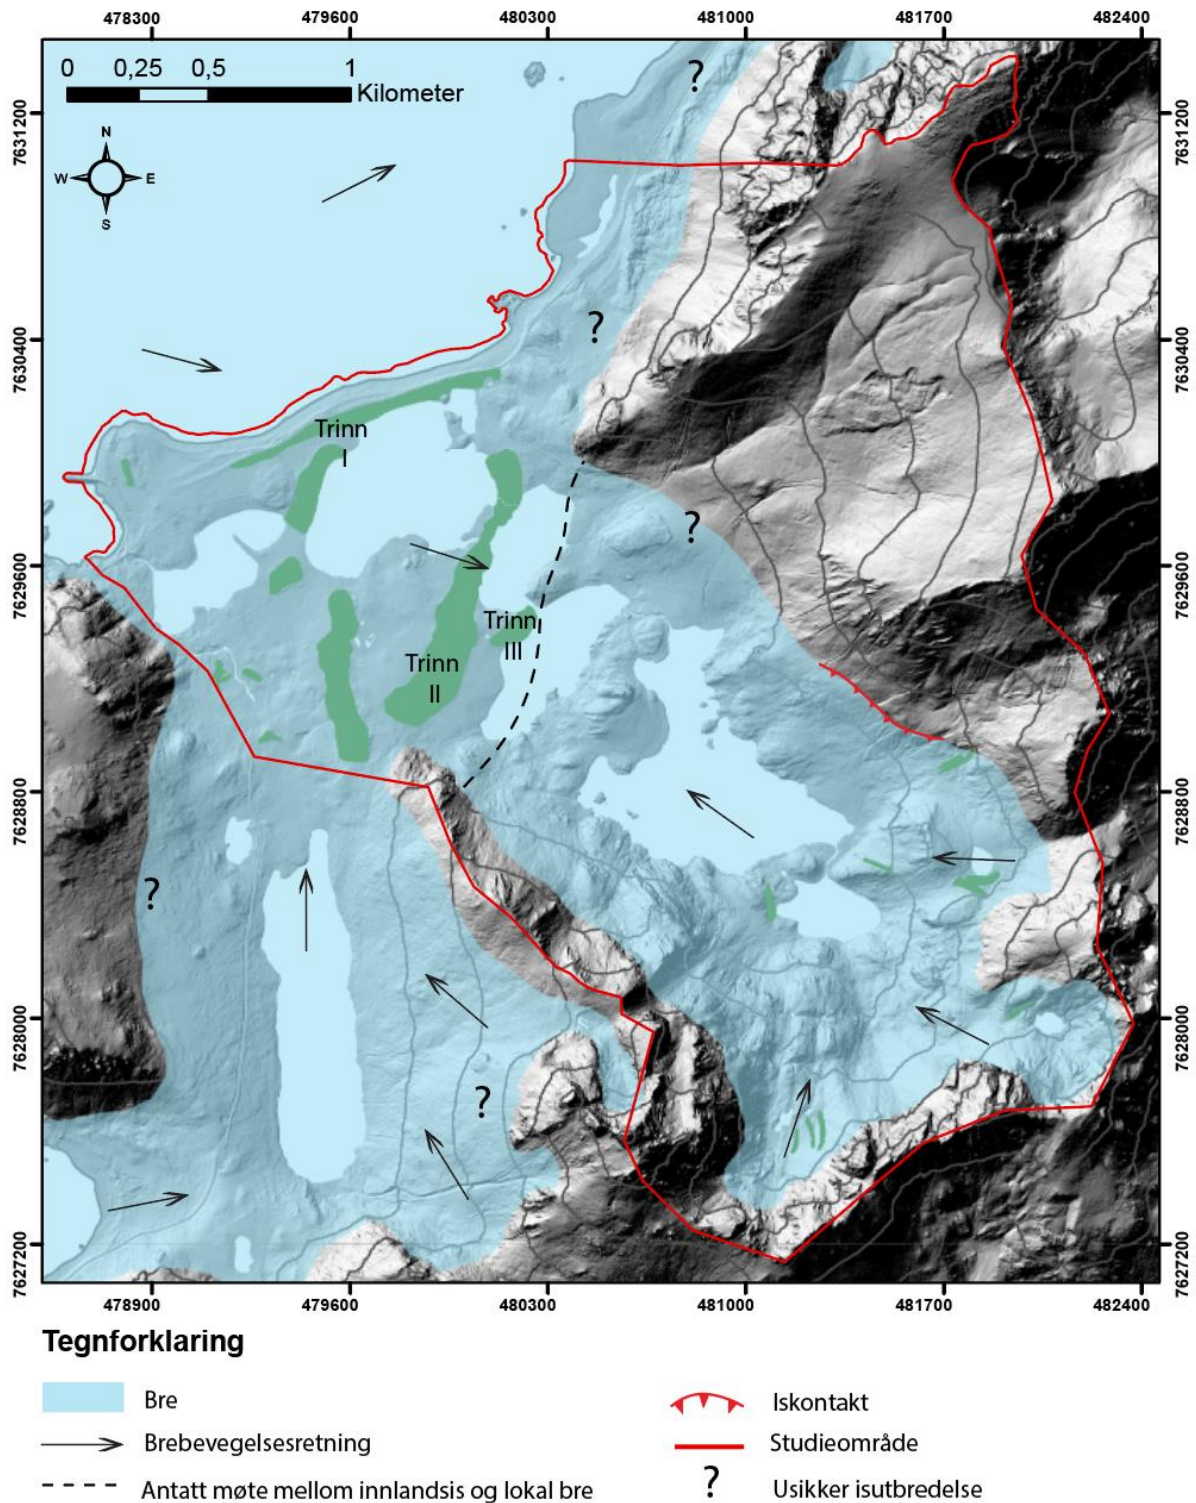 478300 479600 480300 481000 481700 482400
0 0,25 0,5 1
Kilometer
N
W E
S
7631200 7631200
7630400 7630400
7629600 7629600
7628800 7628800
7628000 7628000
7627200 7627200
?
?
?
?
?
Trinn
I
Trinn
II
Trinn
III
478900 479600 480300 481000 481700 482400
Tegnforklaring
Bre
Brebevegelsesretning
Antatt møte mellom innlandsis og lokal bre
Iskontakt
Studieområde
? Usikker isutbredelse